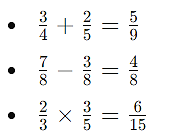 • 3/4 + 2/5 = 5/9
• 7/8 − 3/8 = 4/8
• 2/3 × 3/5 = 6/15